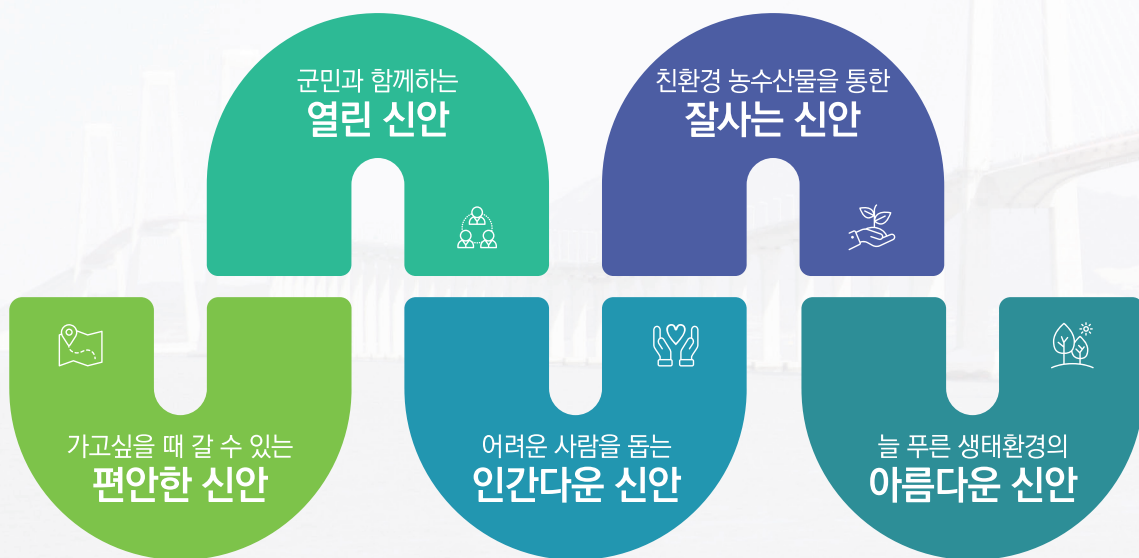 군민과 함께하는
열린 신안
친환경 농수산물을 통한
잘사는 신안
가고싶을 때 갈 수 있는
편안한 신안
어려운 사람을 돕는
인간다운 신안
늘 푸른 생태환경의
아름다운 신안